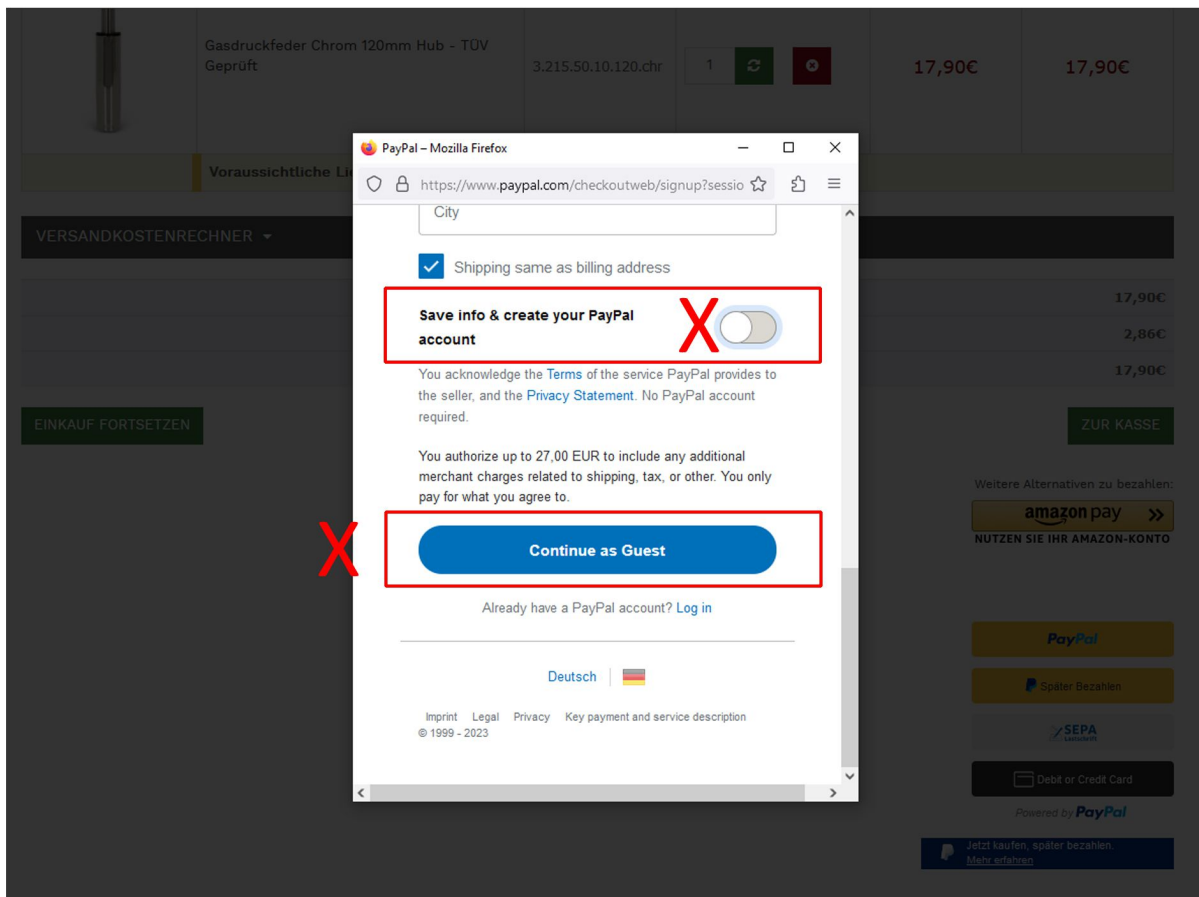 Gasdruckfeder Chrom 120mm Hub - TÜV
Geprüft
3.215.50.10.120.chr
1
17,90€
17,90€
Voraussichtliche Li
PayPal – Mozilla Firefox
https://www.paypal.com/checkoutweb/signup?sessio
City
Shipping same as billing address
VERSANDKOSTENRECHNER
17,90€
2,86€
17,90€
Save info & create your PayPal
account
X
You acknowledge the Terms of the service PayPal provides to
the seller, and the Privacy Statement. No PayPal account
required.
EINKAUF FORTSETZEN
ZUR KASSE
You authorize up to 27,00 EUR to include any additional
merchant charges related to shipping, tax, or other. You only
pay for what you agree to.
X
Continue as Guest
Already have a PayPal account? Log in
Deutsch
Imprint Legal Privacy Key payment and service description
© 1999 - 2023
Weitere Alternativen zu bezahlen:
amazon pay
NUTZEN SIE IHR AMAZON-KONTO
PayPal
Später Bezahlen
SEPA
Lastschrift
Debit or Credit Card
Powered by PayPal
Jetzt kaufen, später bezahlen.
Mehr erfahren